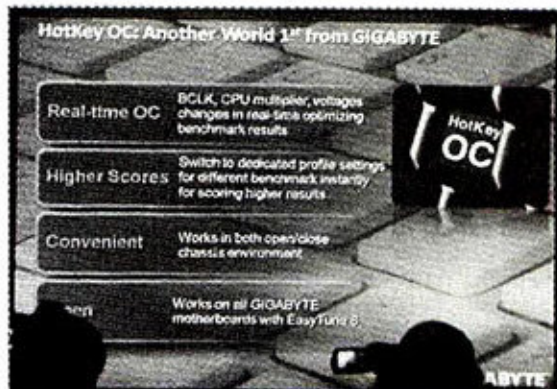 HotKey OC: Another World 1st from GIGABYTE
Real-time OC
BCLK, CPU multiplier, voltages
changes in real-time optimizing
benchmark results
HotKey
OC
Higher Scores
Switch to dedicated profile settings
for different benchmark instantly
for scoring higher results
Convenient
Works in both open/close
chassis environment
Works on all GIGABYTE
motherboards with EasyTune 6
ABYTE